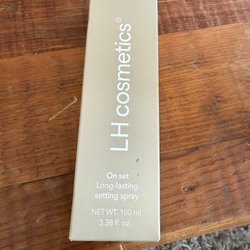 LH cosmetics®
On set
Long-lasting
setting spray
NET WT. 100 ml
3.38 fl. oz.